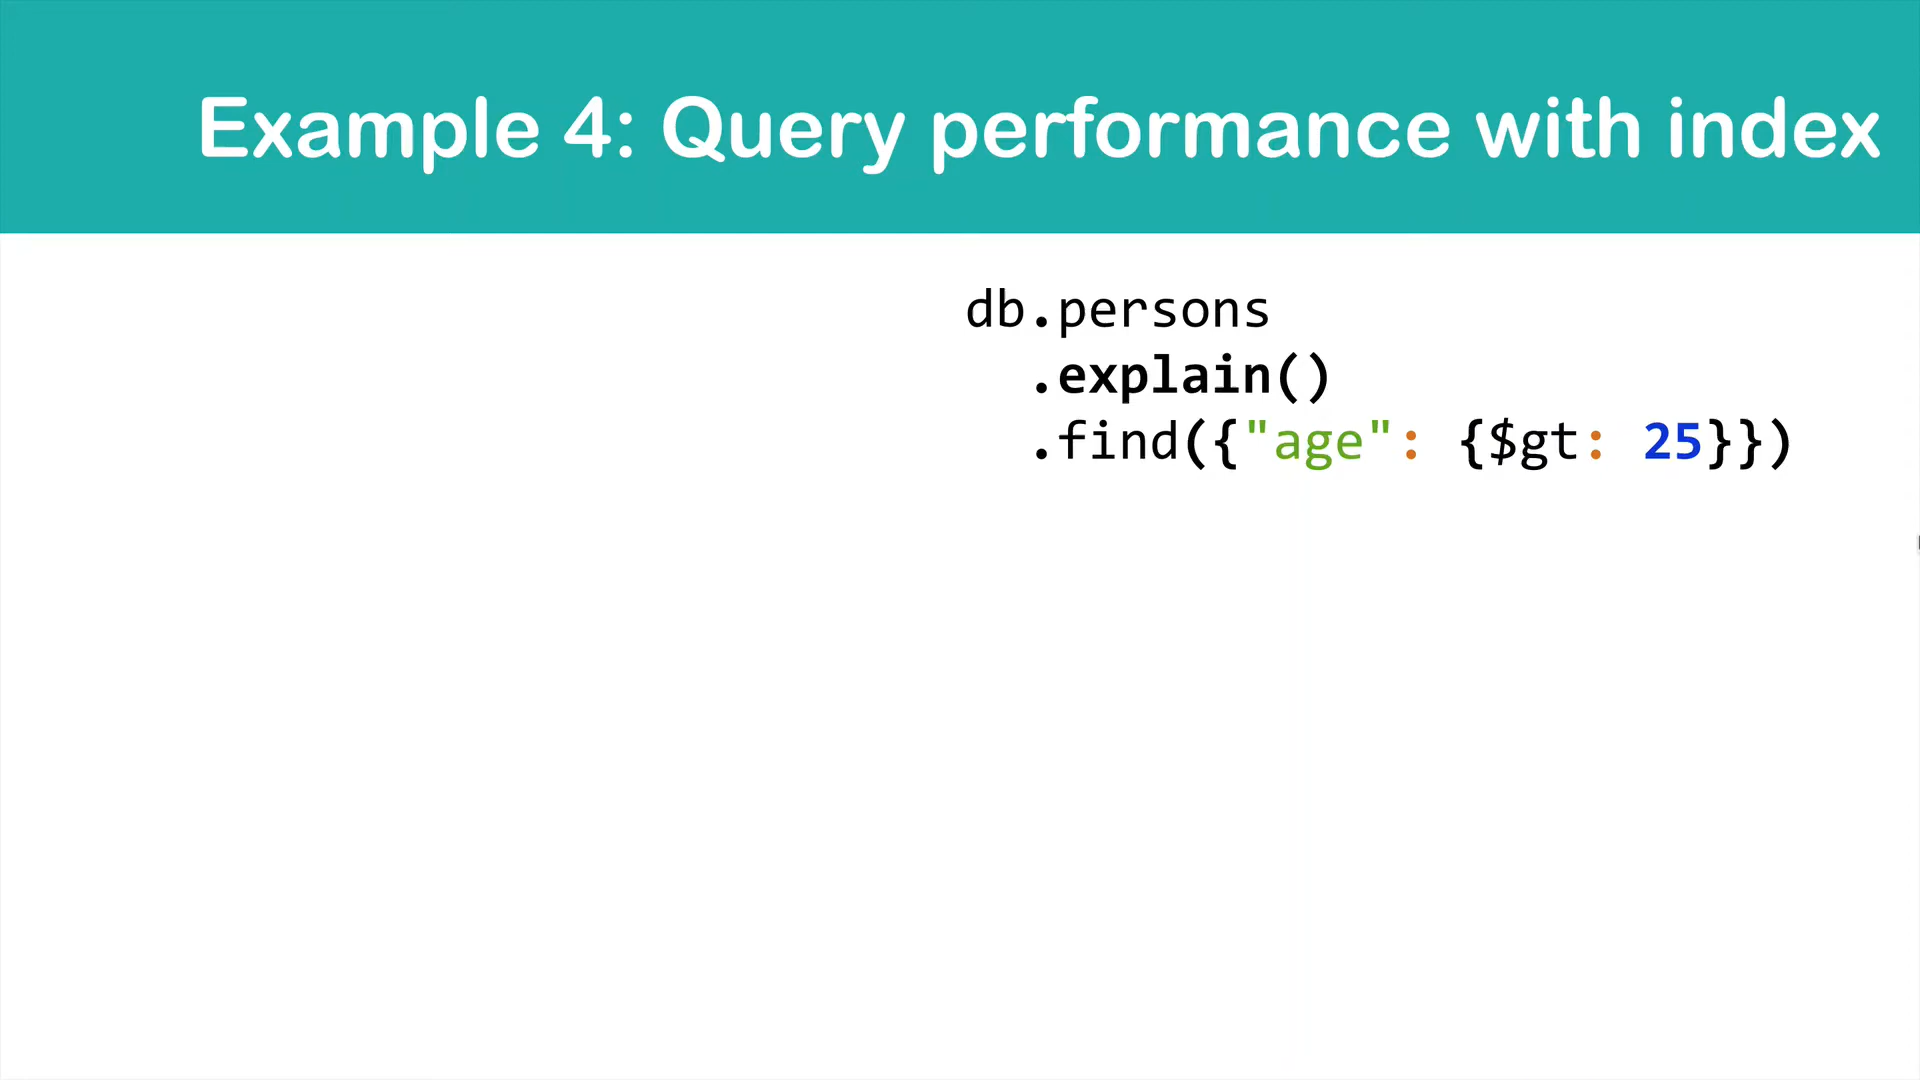 Example 4: Query performance with index
db.persons
.explain()
.find({"age": {$gt: 25}})